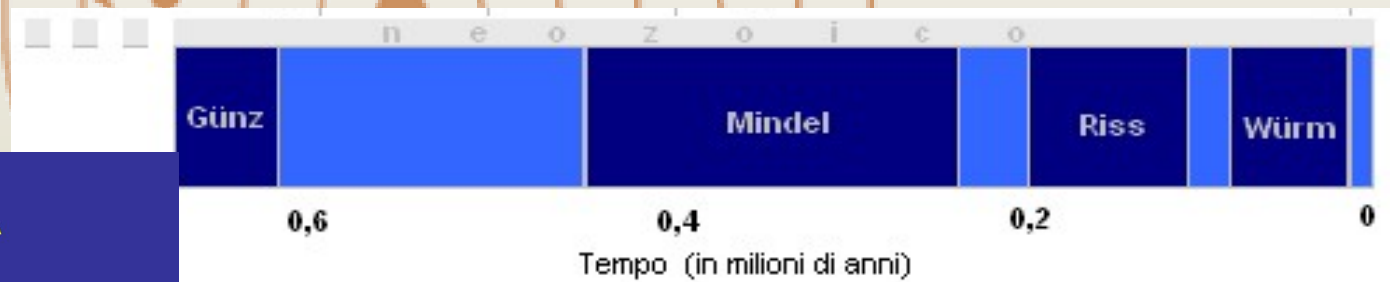 n e o z o i c o
Günz Mindel Riss Würm
0,6 0,4 0,2 0
Tempo (in milioni di anni)